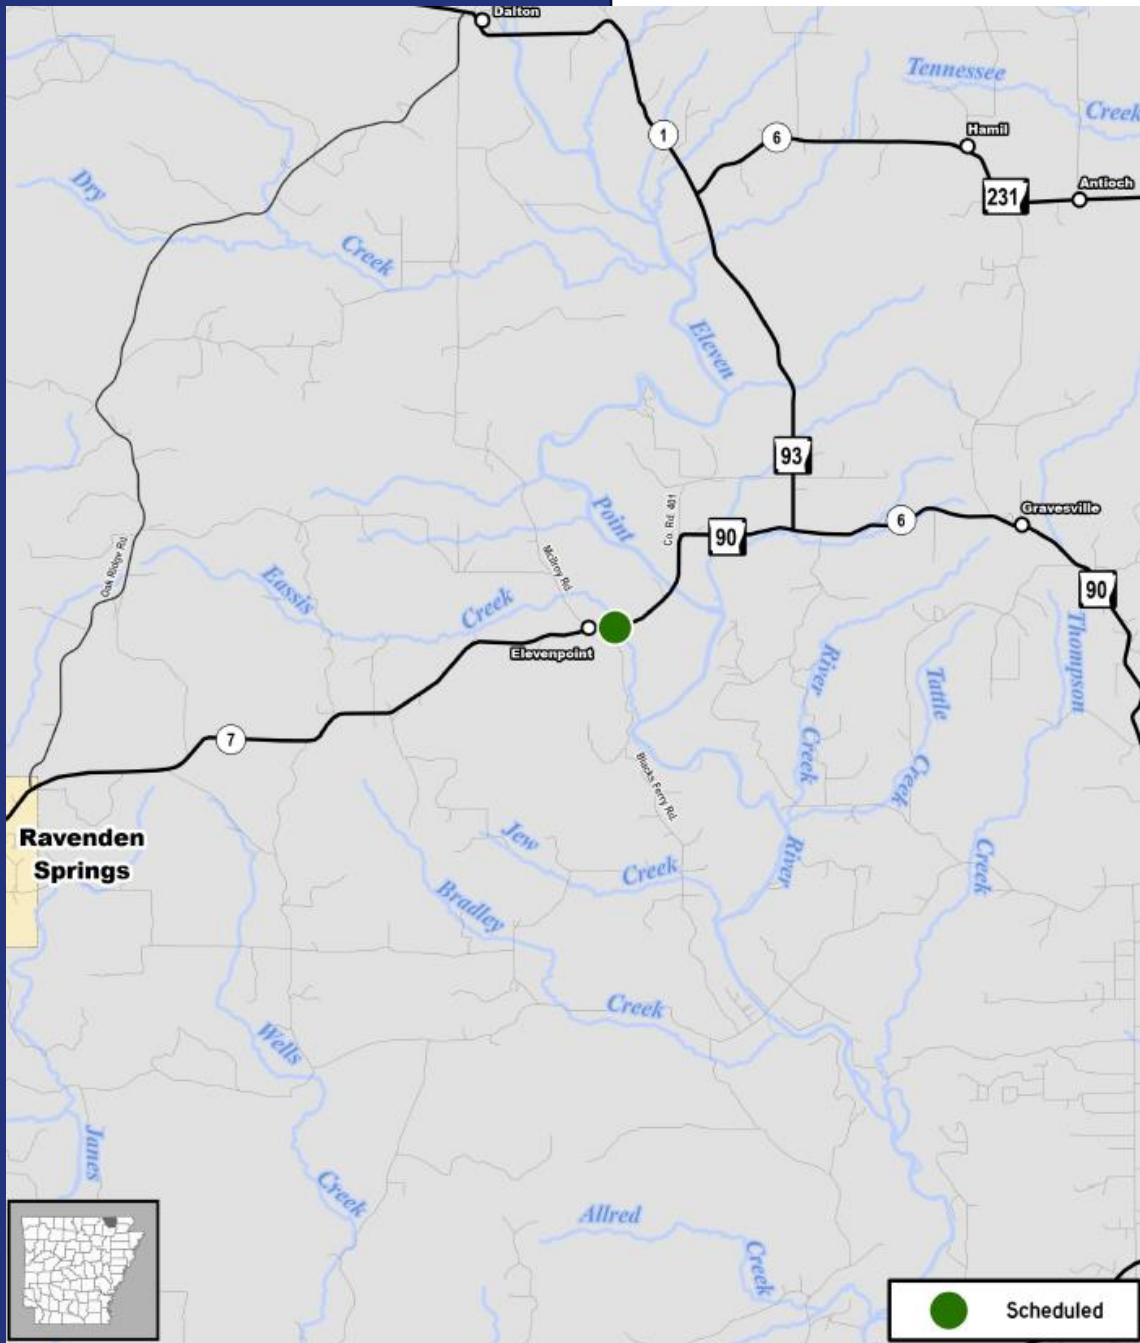 Dalton
Tennessee
Creek
1
6
Hamil
231
Antioch
Dry
Creek
Eleven
93
Point
Co. Rd. 401
90
6
Gravesville
90
Oak Ridge Rd.
McIlroy Rd.
Eassis
Creek
Elevenpoint
Thompson
River
Creek
Tattle
Creek
7
Blacks Ferry Rd.
Ravenden
Springs
Jew
Creek
River
Creek
Bradley
Creek
Wells
Creek
Janes
Allred
Creek
Scheduled